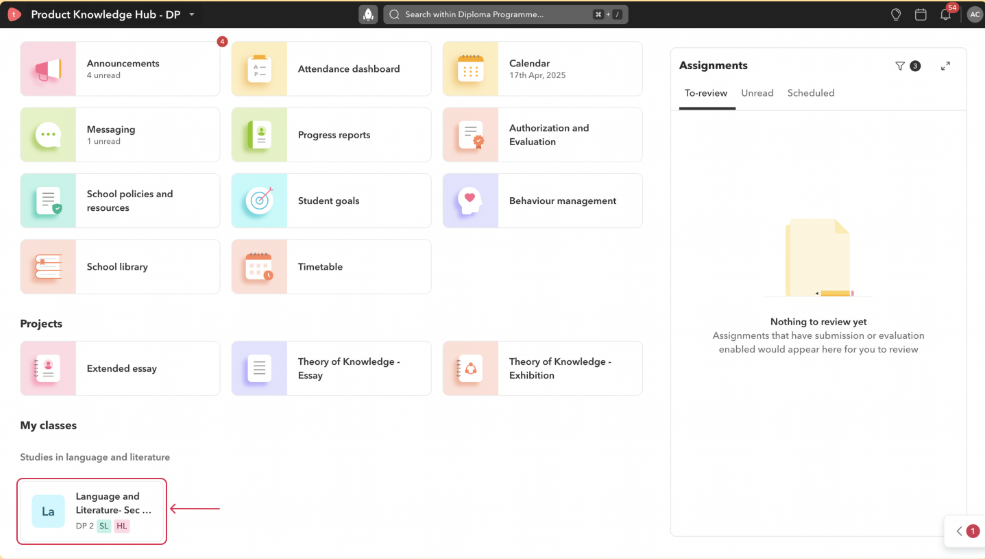 Product Knowledge Hub - DP
Search within Diploma Programme...
⌘ + /
54
AC
Announcements
4 unread
4
Attendance dashboard
Calendar
17th Apr, 2025
Messaging
1 unread
Progress reports
Authorization and
Evaluation
School policies and
resources
Student goals
Behaviour management
School library
Timetable
Projects
Extended essay
Theory of Knowledge -
Essay
Theory of Knowledge -
Exhibition
My classes
Studies in language and literature
La
Language and
Literature- Sec ...
DP 2 SL HL
Assignments
3
To-review Unread Scheduled
Nothing to review yet
Assignments that have submission or evaluation
enabled would appear here for you to review
1